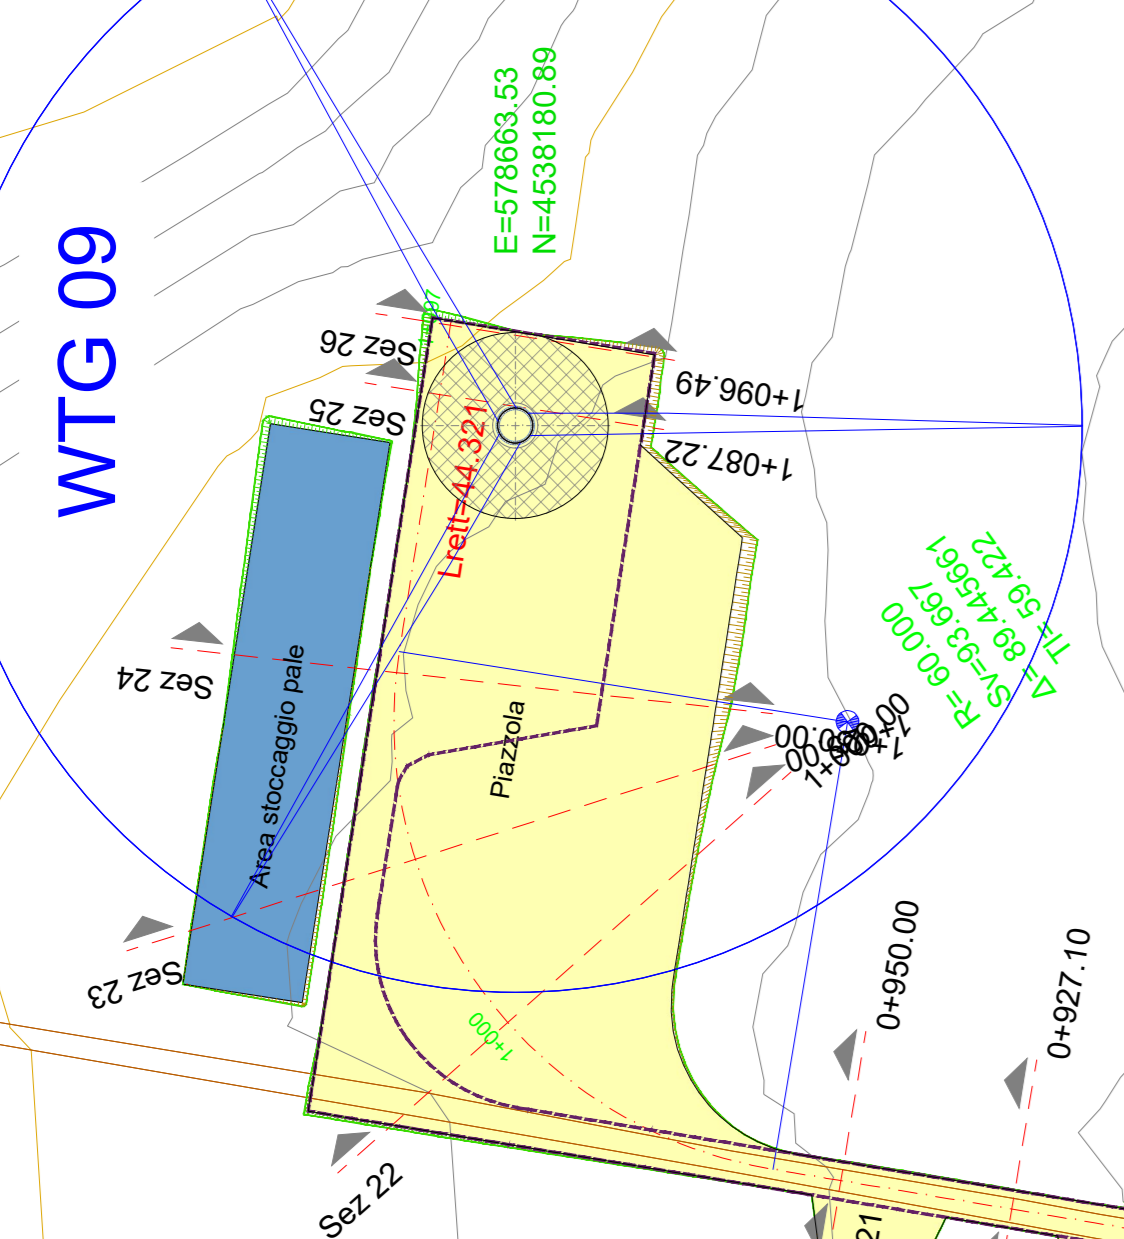 WTG 09
E=578663.53
N=4538180.89
Sez 26
1+096.49
Sez 25
1+087.22
Lrett=44.321
R= 60.000
Sv=93.667
Δ= 89.445661
Tl= 59.422
Sez 24
Area stoccaggio pale
Piazzola
Sez 23
1+000
0+950.00
0+927.10
Sez 22
21